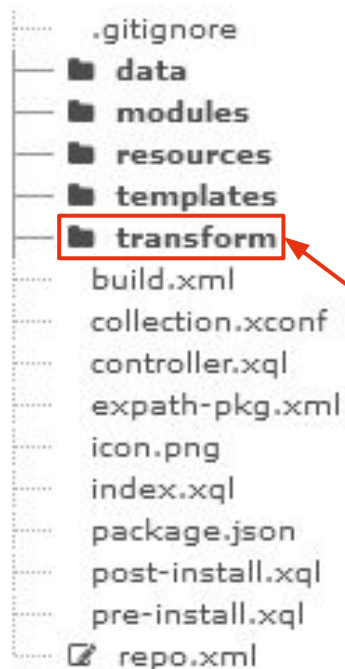 .gitignore
data
modules
resources
templates
transform
build.xml
collection.xconf
controller.xql
expath-pkg.xml
icon.png
index.xql
package.json
post-install.xql
pre-install.xql
repo.xml